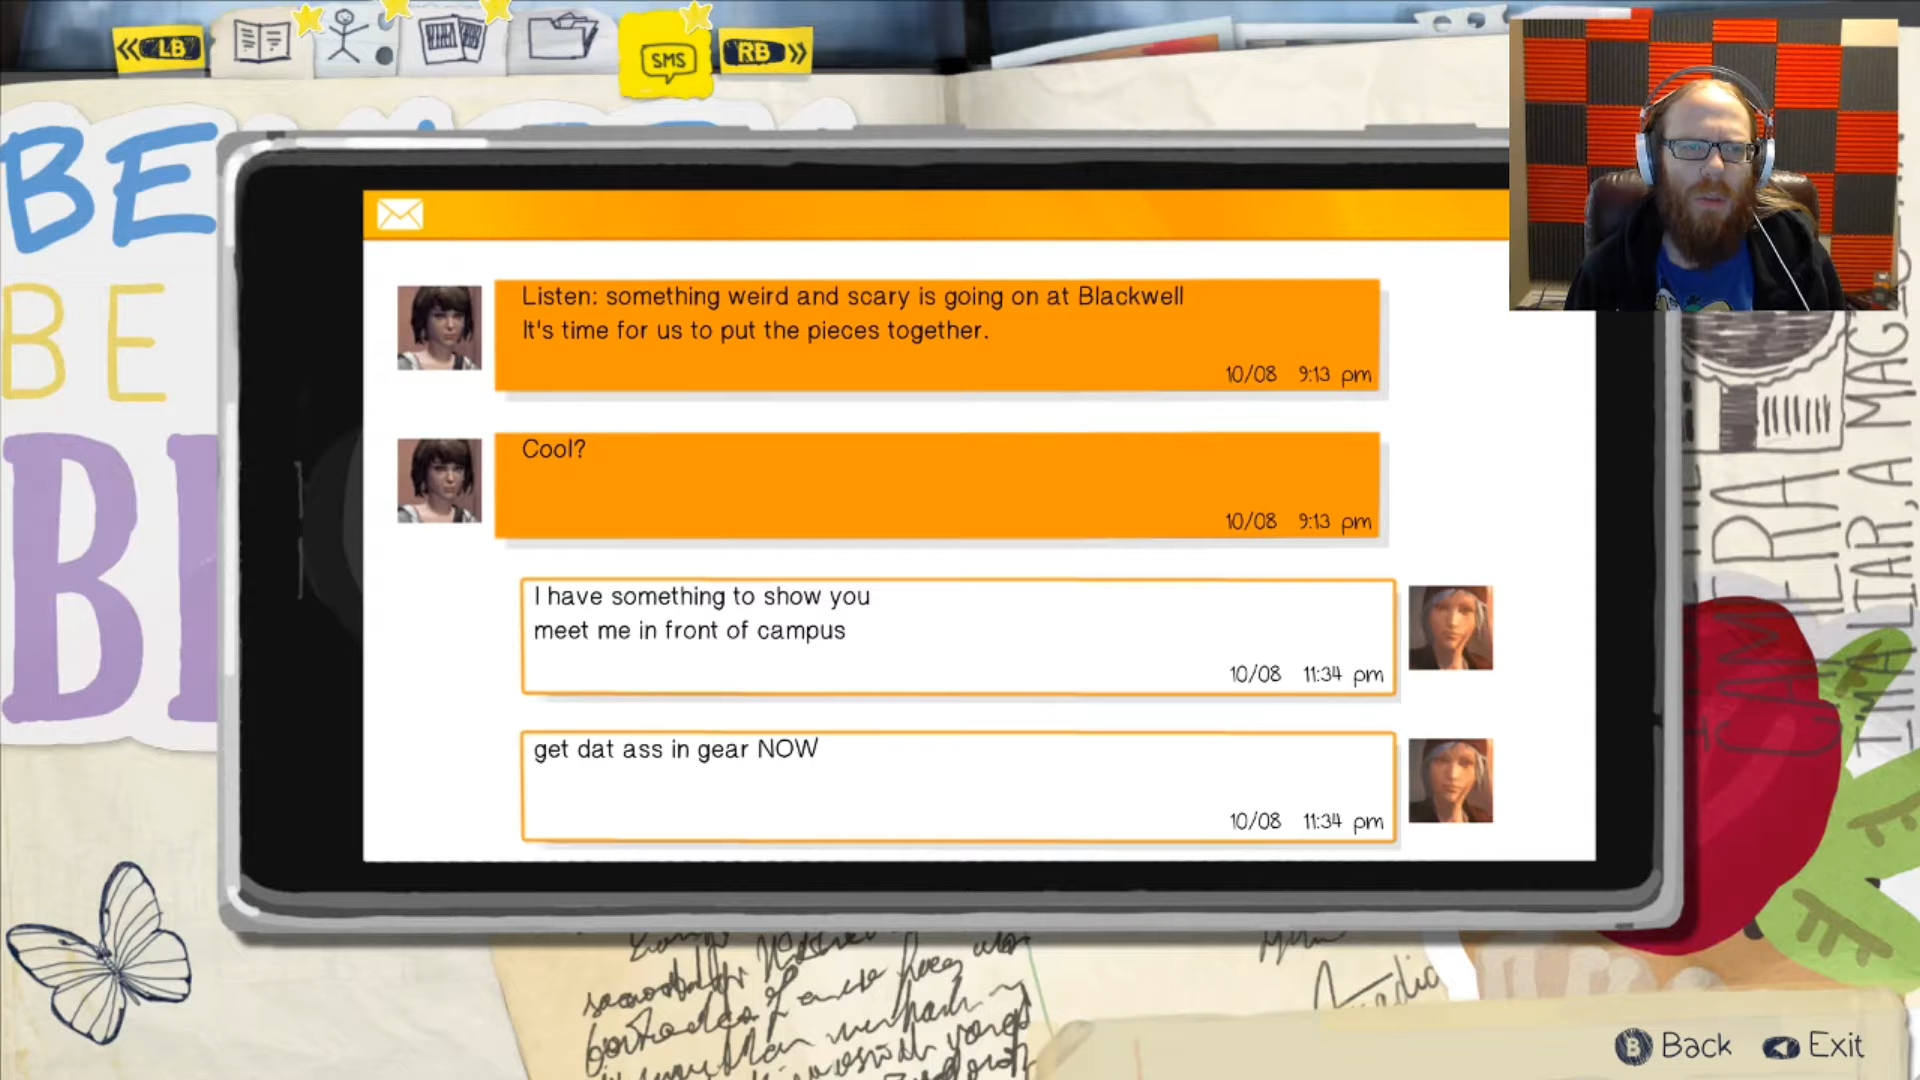 LB
SMS
RB
BE
BE
Listen: something weird and scary is going on at Blackwell
It's time for us to put the pieces together.
10/08 9:13 pm
Cool?
10/08 9:13 pm
I have something to show you
meet me in front of campus
10/08 11:34 pm
get dat ass in gear NOW
10/08 11:34 pm
CAMERA
LIAR, A MAGIC
B Back
Exit